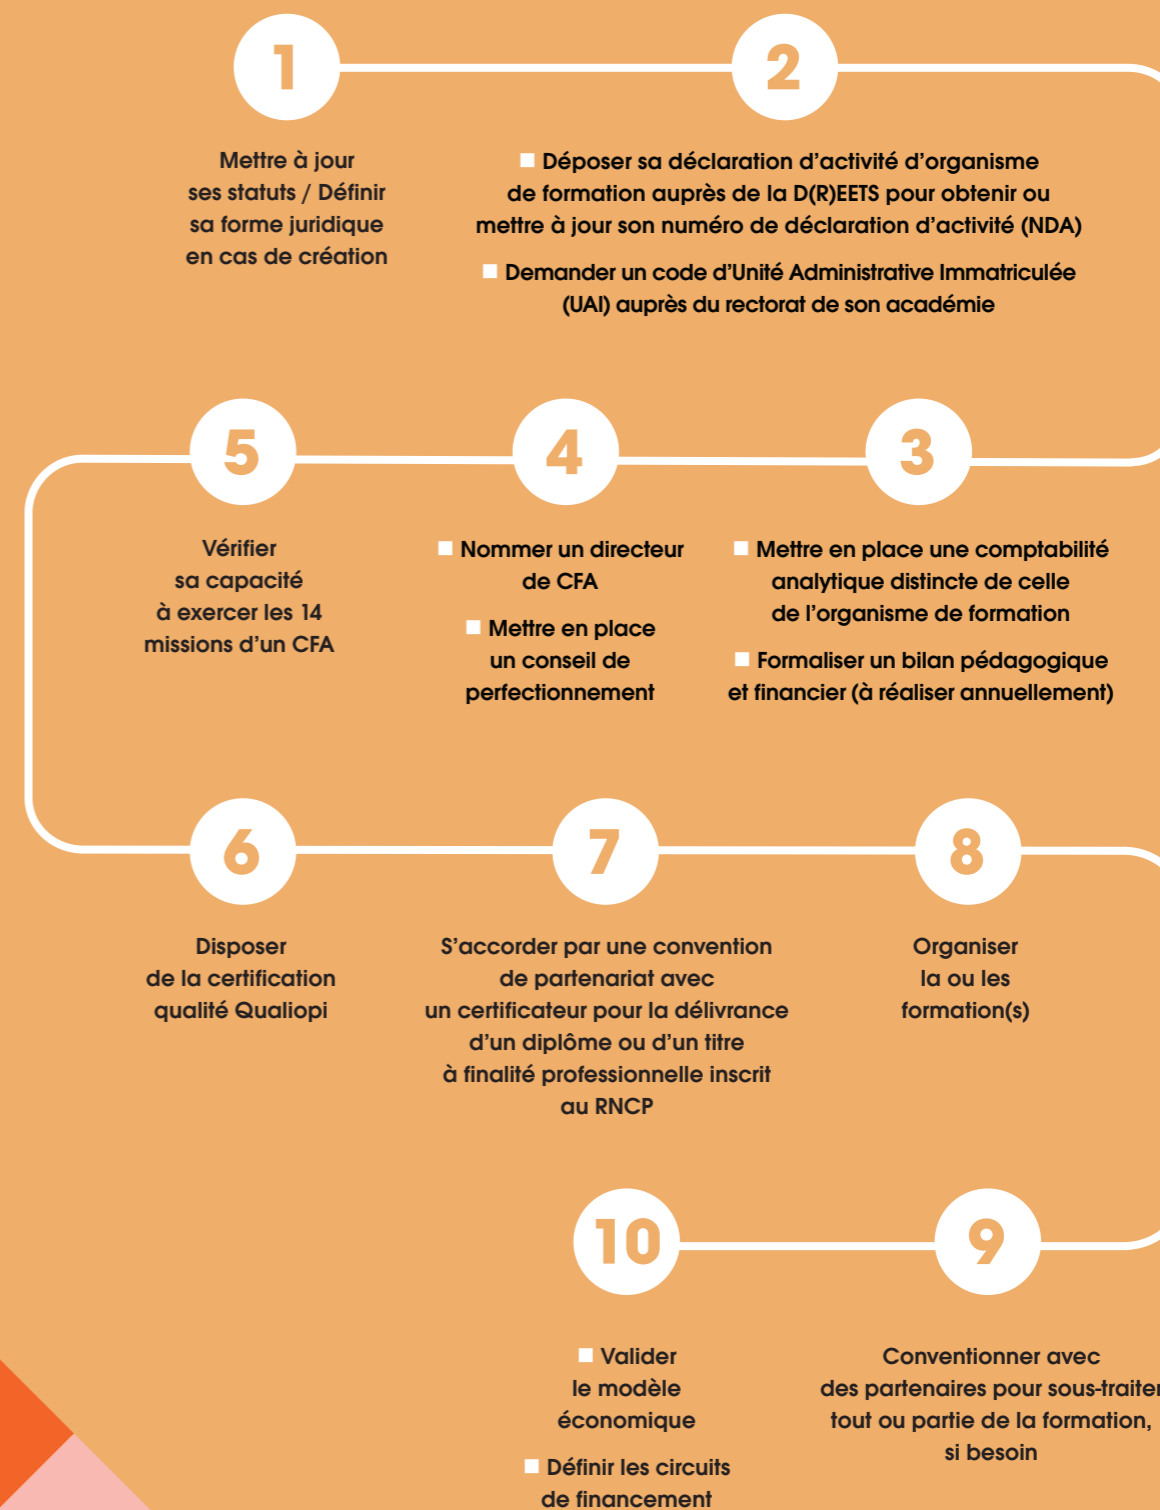 1
Mettre à jour
ses statuts / Définir
sa forme juridique
en cas de création
2
Déposer sa déclaration d'activité d'organisme
de formation auprès de la D(R)EETS pour obtenir ou
mettre à jour son numéro de déclaration d'activité (NDA)
Demander un code d'Unité Administrative Immatriculée
(UAI) auprès du rectorat de son académie
3
Mettre en place une comptabilité
analytique distincte de celle
de l'organisme de formation
Formaliser un bilan pédagogique
et financier (à réaliser annuellement)
4
Nommer un directeur
de CFA
Mettre en place
un conseil de
perfectionnement
5
Vérifier
sa capacité
à exercer les 14
missions d'un CFA
6
Disposer
de la certification
qualité Qualiopi
7
S'accorder par une convention
de partenariat avec
un certificateur pour la délivrance
d'un diplôme ou d'un titre
à finalité professionnelle inscrit
au RNCP
8
Organiser
la ou les
formation(s)
9
Conventionner avec
des partenaires pour sous-traiter
tout ou partie de la formation,
si besoin
10
Valider
le modèle
économique
Définir les circuits
de financement